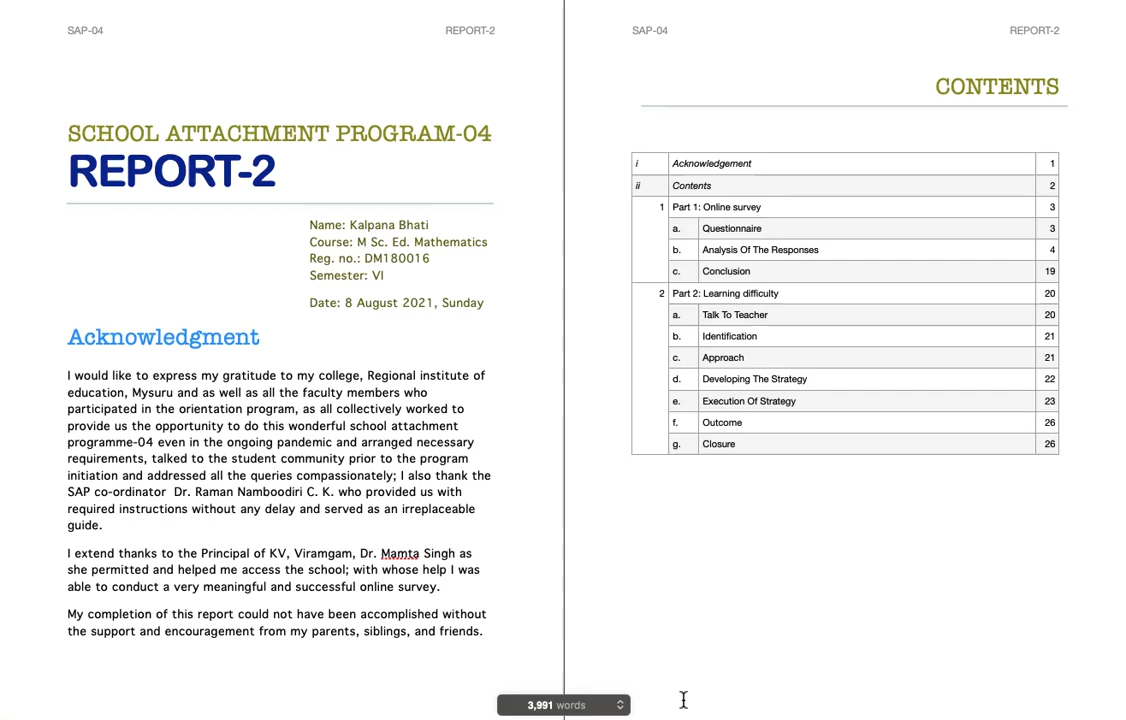 SAP-04 REPORT-2
SCHOOL ATTACHMENT PROGRAM-04
REPORT-2
Name: Kalpana Bhati
Course: M Sc. Ed. Mathematics
Reg. no.: DM180016
Semester: VI
Date: 8 August 2021, Sunday
Acknowledgment
I would like to express my gratitude to my college, Regional institute of
education, Mysuru and as well as all the faculty members who
participated in the orientation program, as all collectively worked to
provide us the opportunity to do this wonderful school attachment
programme-04 even in the ongoing pandemic and arranged necessary
requirements, talked to the student community prior to the program
initiation and addressed all the queries compassionately; I also thank the
SAP co-ordinator Dr. Raman Namboodiri C. K. who provided us with
required instructions without any delay and served as an irreplaceable
guide.
I extend thanks to the Principal of KV, Viramgam, Dr. Mamta Singh as
she permitted and helped me access the school; with whose help I was
able to conduct a very meaningful and successful online survey.
My completion of this report could not have been accomplished without
the support and encouragement from my parents, siblings, and friends.
SAP-04 REPORT-2
CONTENTS
i Acknowledgement 1
ii Contents 2
1 Part 1: Online survey 3
a. Questionnaire 3
b. Analysis Of The Responses 4
c. Conclusion 19
2 Part 2: Learning difficulty 20
a. Talk To Teacher 20
b. Identification 21
c. Approach 21
d. Developing The Strategy 22
e. Execution Of Strategy 23
f. Outcome 26
g. Closure 26
3,991 words